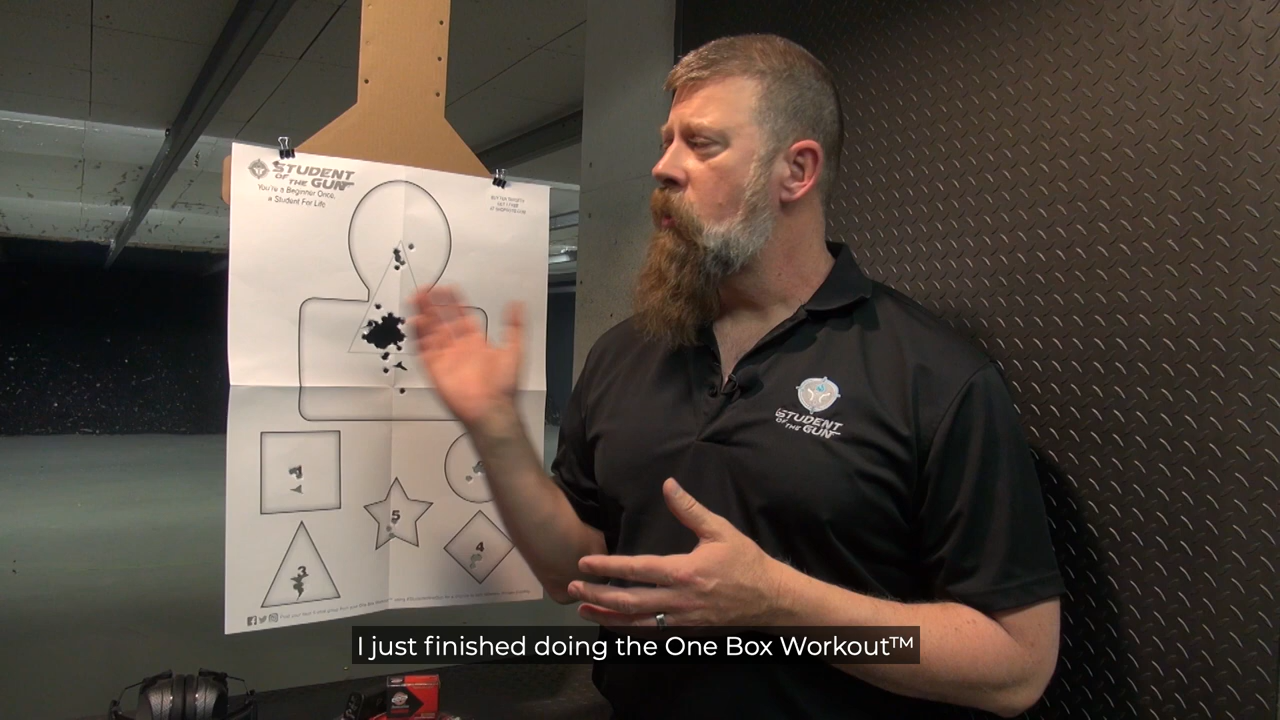 STUDENT
OF THE GUN
You're a Beginner Once,
a Student For Life
5
4
3
STUDENT
OF THE GUN
I just finished doing the One Box Workout™